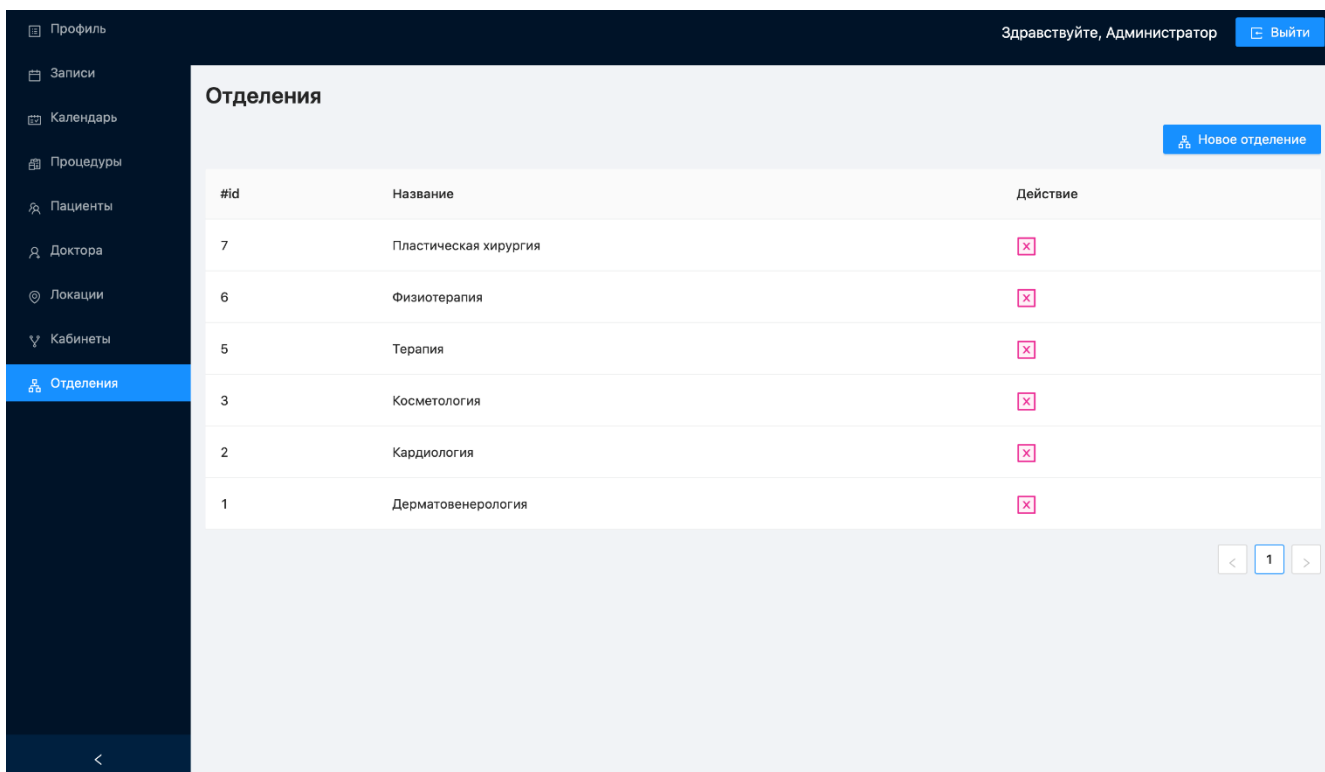 Профиль
Записи
Календарь
Процедуры
Пациенты
Доктора
Локации
Кабинеты
Отделения
Здравствуйте, Администратор Выйти
Отделения
Новое отделение
#id Название Действие
7 Пластическая хирургия x
6 Физиотерапия x
5 Терапия x
3 Косметология x
2 Кардиология x
1 Дерматовенерология x
< 1 >
<